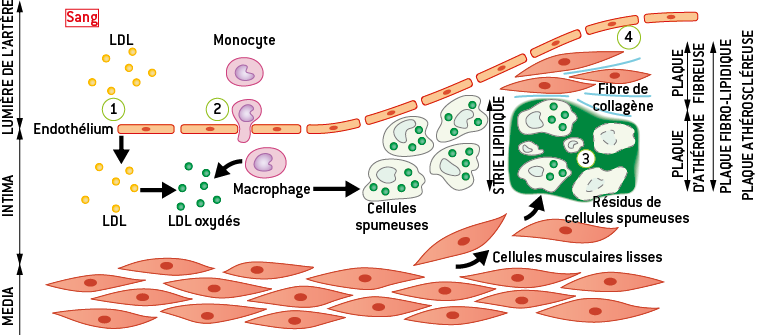 Sang
LDL
Monocyte
1
2
4
Endothélium
LDL
LDL oxydés
Macrophage
Cellules
spumeuses
STRIE LIPIDIQUE
3
Fibre de
collagène
Résidus de
cellules spumeuses
Cellules musculaires lisses
LUMIÈRE DE L'ARTÈRE
INTIMA
MEDIA
PLAQUE
FIBREUSE
PLAQUE
D'ATHÉROME
PLAQUE FIBRO-LIPIDIQUE
PLAQUE ATHÉROSCLÉREUSE